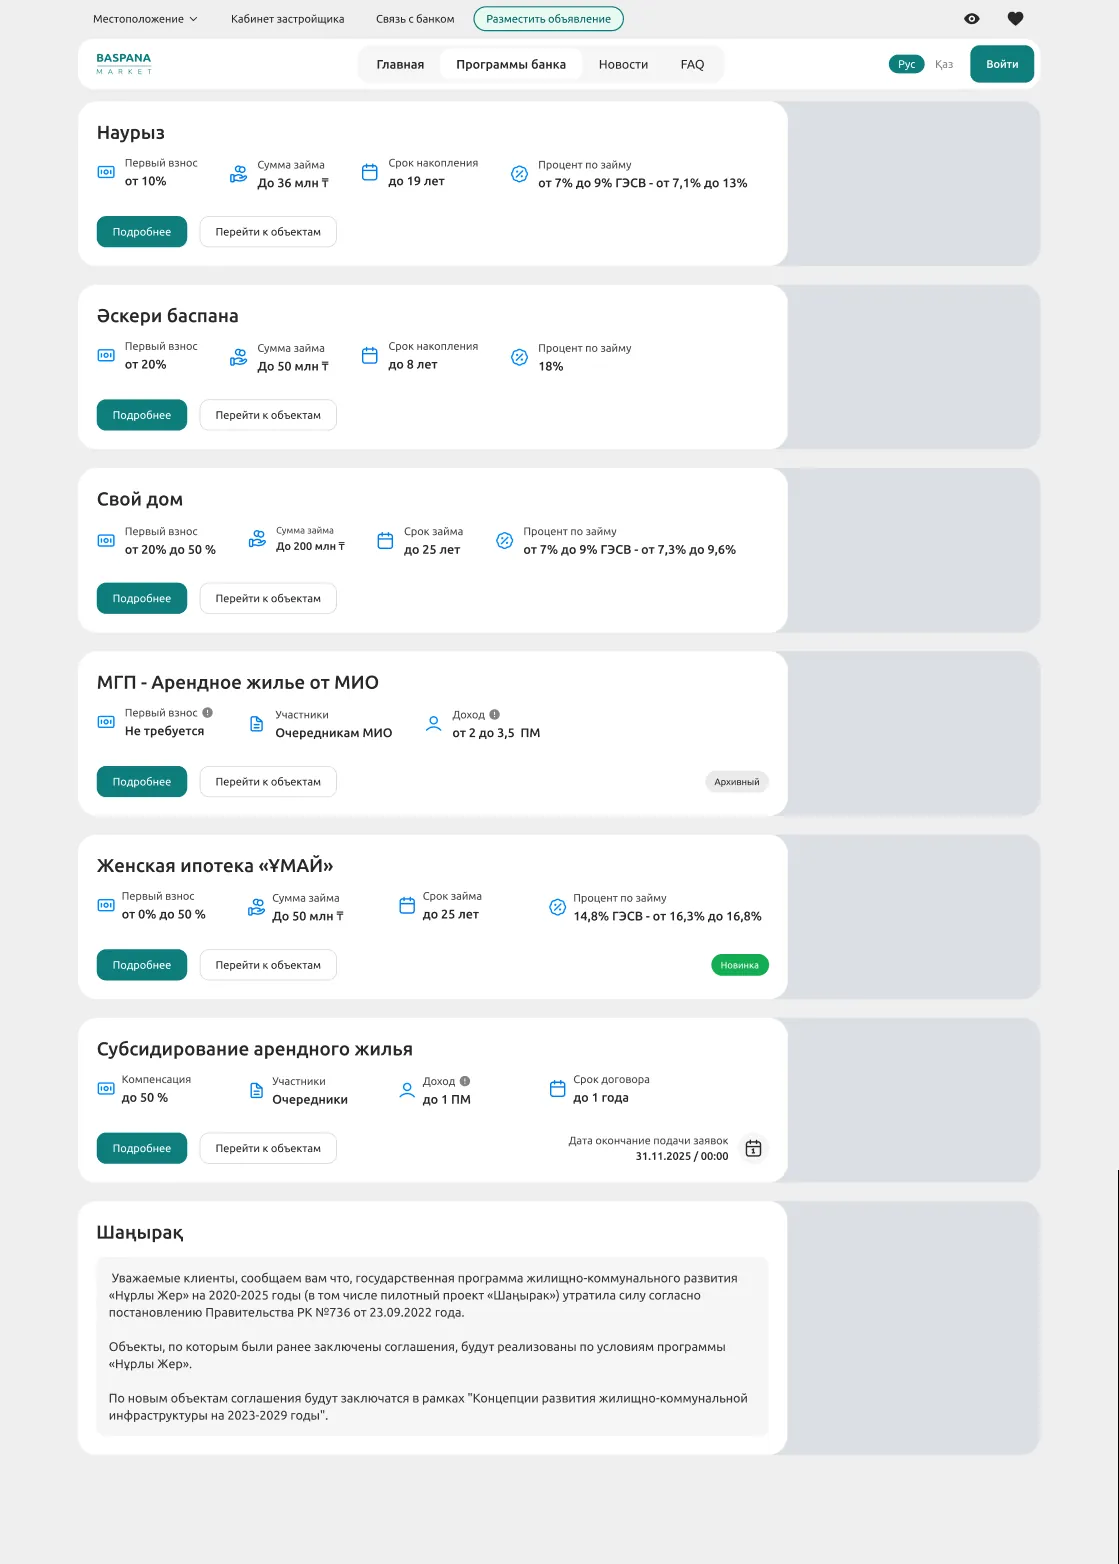 Местоположение
Кабинет застройщика
Связь с банком
Разместить объявление
BASPANA
MARKET
Главная
Программы банка
Новости
FAQ
Рус
Қаз
Войти
Наурыз
Первый взнос
от 10%
Сумма займа
До 36 млн ₸
Срок накопления
до 19 лет
Процент по займу
от 7% до 9% ГЭСВ - от 7,1% до 13%
Подробнее
Перейти к объектам
Әскери баспана
Первый взнос
от 20%
Сумма займа
До 50 млн ₸
Срок накопления
до 8 лет
Процент по займу
18%
Подробнее
Перейти к объектам
Свой дом
Первый взнос
от 20% до 50 %
Сумма займа
До 200 млн ₸
Срок займа
до 25 лет
Процент по займу
от 7% до 9% ГЭСВ - от 7,3% до 9,6%
Подробнее
Перейти к объектам
МГП - Арендное жилье от МИО
Первый взнос
Не требуется
Участники
Очередникам МИО
Доход
от 2 до 3,5 ПМ
Подробнее
Перейти к объектам
Архивный
Женская ипотека «ҰМАЙ»
Первый взнос
от 0% до 50 %
Сумма займа
До 50 млн ₸
Срок займа
до 25 лет
Процент по займу
14,8% ГЭСВ - от 16,3% до 16,8%
Подробнее
Перейти к объектам
Новинка
Субсидирование арендного жилья
Компенсация
до 50 %
Участники
Очередники
Доход
до 1 ПМ
Срок договора
до 1 года
Подробнее
Перейти к объектам
Дата окончание подачи заявок
31.11.2025 / 00:00
Шаңырақ
Уважаемые клиенты, сообщаем вам что, государственная программа жилищно-коммунального развития
«Нұрлы Жер» на 2020-2025 годы (в том числе пилотный проект «Шаңырак») утратила силу согласно
постановлению Правительства РК №736 от 23.09.2022 года.
Объекты, по которым были ранее заключены соглашения, будут реализованы по условиям программы
«Нұрлы Жер».
По новым объектам соглашения будут заключатся в рамках "Концепции развития жилищно-коммунальной
инфраструктуры на 2023-2029 годы".